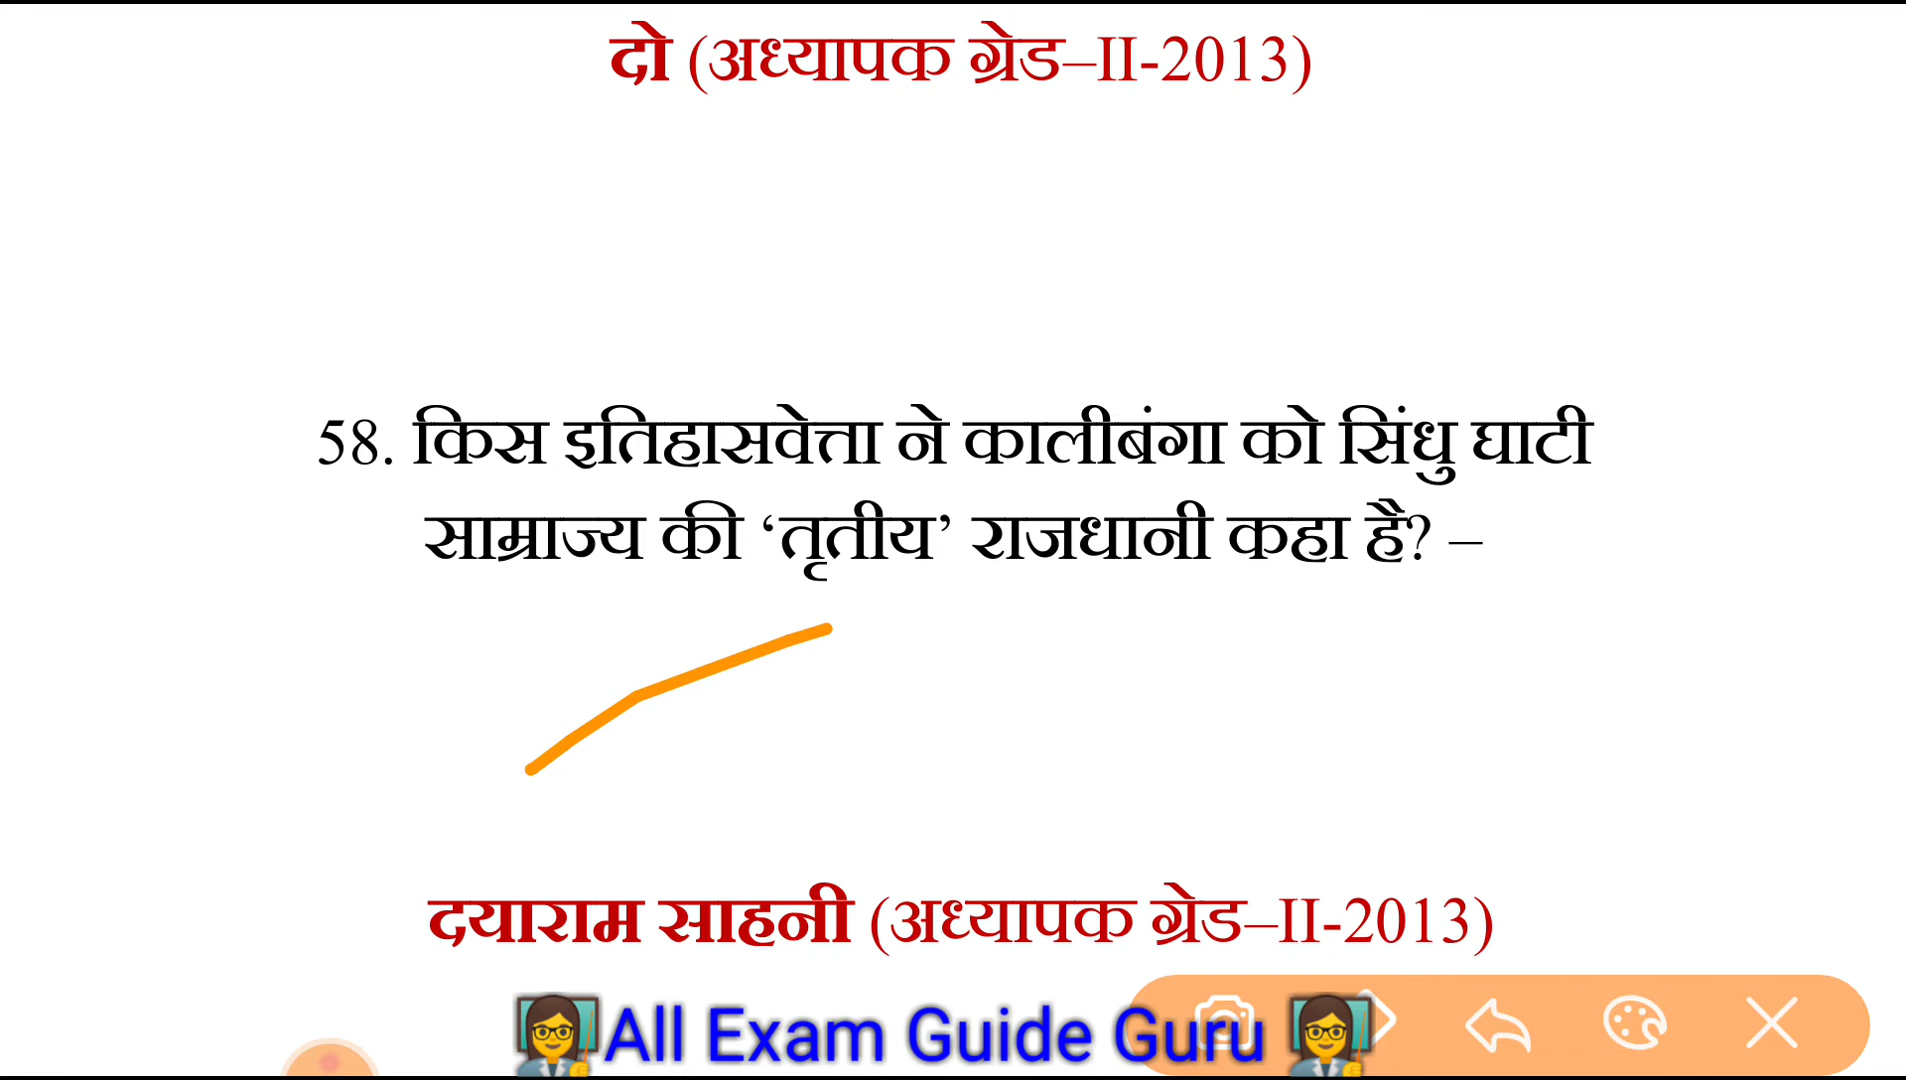 दो (अध्यापक ग्रेड–II-2013)
58. किस इतिहासवेत्ता ने कालीबंगा को सिंधु घाटी
साम्राज्य की ‘तृतीय’ राजधानी कहा है? –
दयाराम साहनी (अध्यापक ग्रेड–II-2013)
All Exam Guide Guru